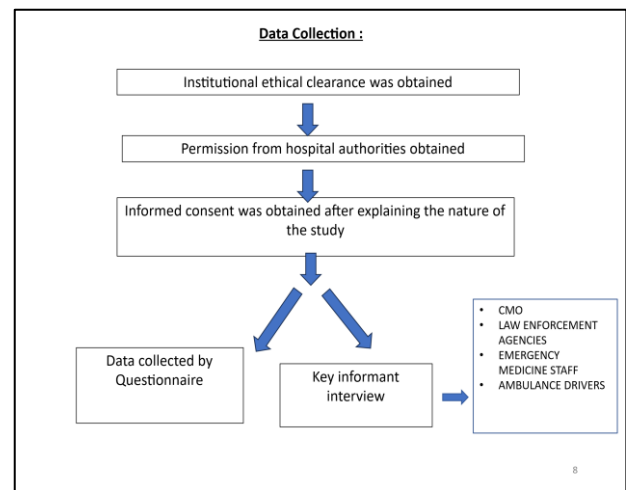 Data Collection :
Institutional ethical clearance was obtained
Permission from hospital authorities obtained
Informed consent was obtained after explaining the nature of
the study
Data collected by
Questionnaire
Key informant
interview
• CMO
• LAW ENFORCEMENT
AGENCIES
• EMERGENCY
MEDICINE STAFF
• AMBULANCE DRIVERS
8